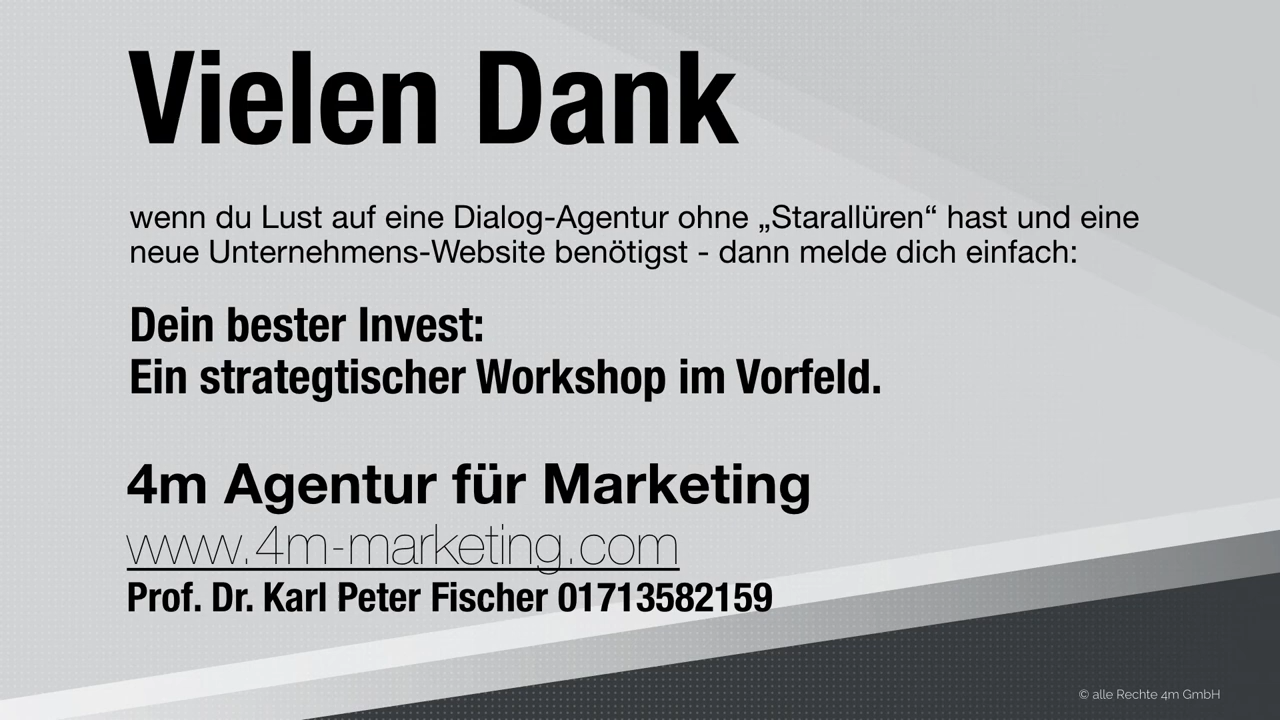 Vielen Dank
wenn du Lust auf eine Dialog-Agentur ohne „Starallüren“ hast und eine
neue Unternehmens-Website benötigst - dann melde dich einfach:
Dein bester Invest:
Ein strategtischer Workshop im Vorfeld.
4m Agentur für Marketing
www.4m-marketing.com
Prof. Dr. Karl Peter Fischer 01713582159
© alle Rechte 4m GmbH